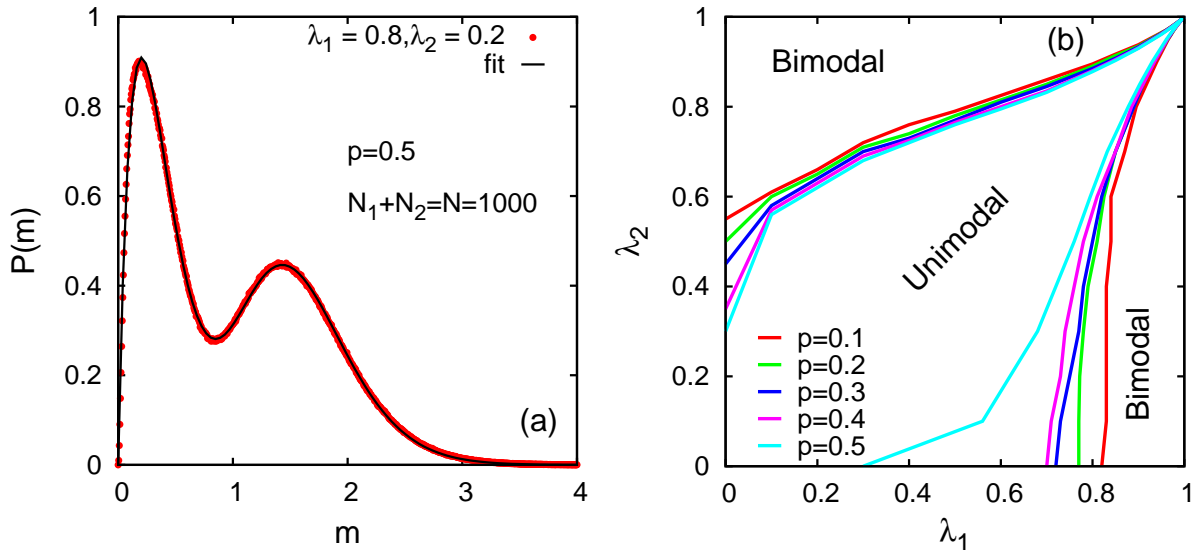 λ1 = 0.8,λ2 = 0.2
fit
p=0.5
N1+N2=N=1000
(a)
P(m)
1
0.8
0.6
0.4
0.2
0
0 1 2 3 4
m
(b)
Bimodal
Unimodal
Bimodal
p=0.1
p=0.2
p=0.3
p=0.4
p=0.5
λ2
1
0.8
0.6
0.4
0.2
0
0 0.2 0.4 0.6 0.8 1
λ1